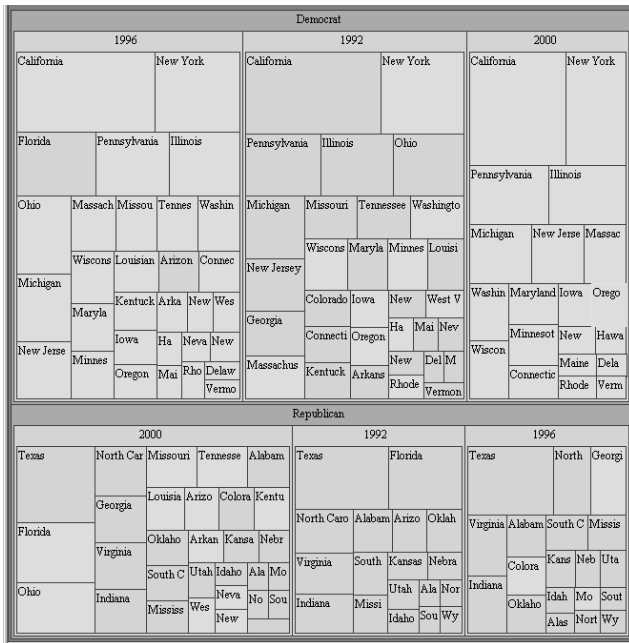 Democrat
1996
California
New York
Florida
Pennsylvania
Illinois
Ohio
Massach
Missou
Tennes
Washin
Wiscons
Louisian
Arizon
Connec
Michigan
Kentuck
Arka
New
Wes
Maryla
Iowa
Ha
Neva
New
New Jerse
Minnes
Oregon
Mai
Rho
Delaw
Vermo
1992
California
New York
Pennsylvania
Illinois
Ohio
Michigan
Missouri
Tennessee
Washingto
Wiscons
Maryla
Minnes
Louisi
New Jersey
Colorado
Iowa
New
West V
Georgia
Connecti
Oregon
Ha
Mai
Nev
Massachus
Kentuck
Arkans
New
Del
M
Rhode
Vermon
2000
California
New York
Pennsylvania
Illinois
Michigan
New Jerse
Massac
Washin
Maryland
Iowa
Orego
Minnesot
New
Hawa
Wiscon
Connectic
Maine
Dela
Rhode
Verm
Republican
2000
Texas
North Car
Missouri
Tennesse
Alabam
Georgia
Louisia
Arizo
Colora
Kentu
Florida
Virginia
Oklaho
Arkan
Kansa
Nebr
Ohio
Indiana
South C
Utah
Idaho
Ala
Mo
Mississ
Wes
Neva
No
Sou
New
1992
Texas
Florida
North Caro
Alabam
Arizo
Oklah
Virginia
South
Kansas
Nebra
Indiana
Missi
Utah
Ala
Nor
Idaho
Sou
Wy
1996
Texas
North
Georgi
Virginia
Alabam
South C
Missis
Indiana
Colora
Kans
Neb
Uta
Oklaho
Idah
Mo
Sout
Alas
Nort
Wy